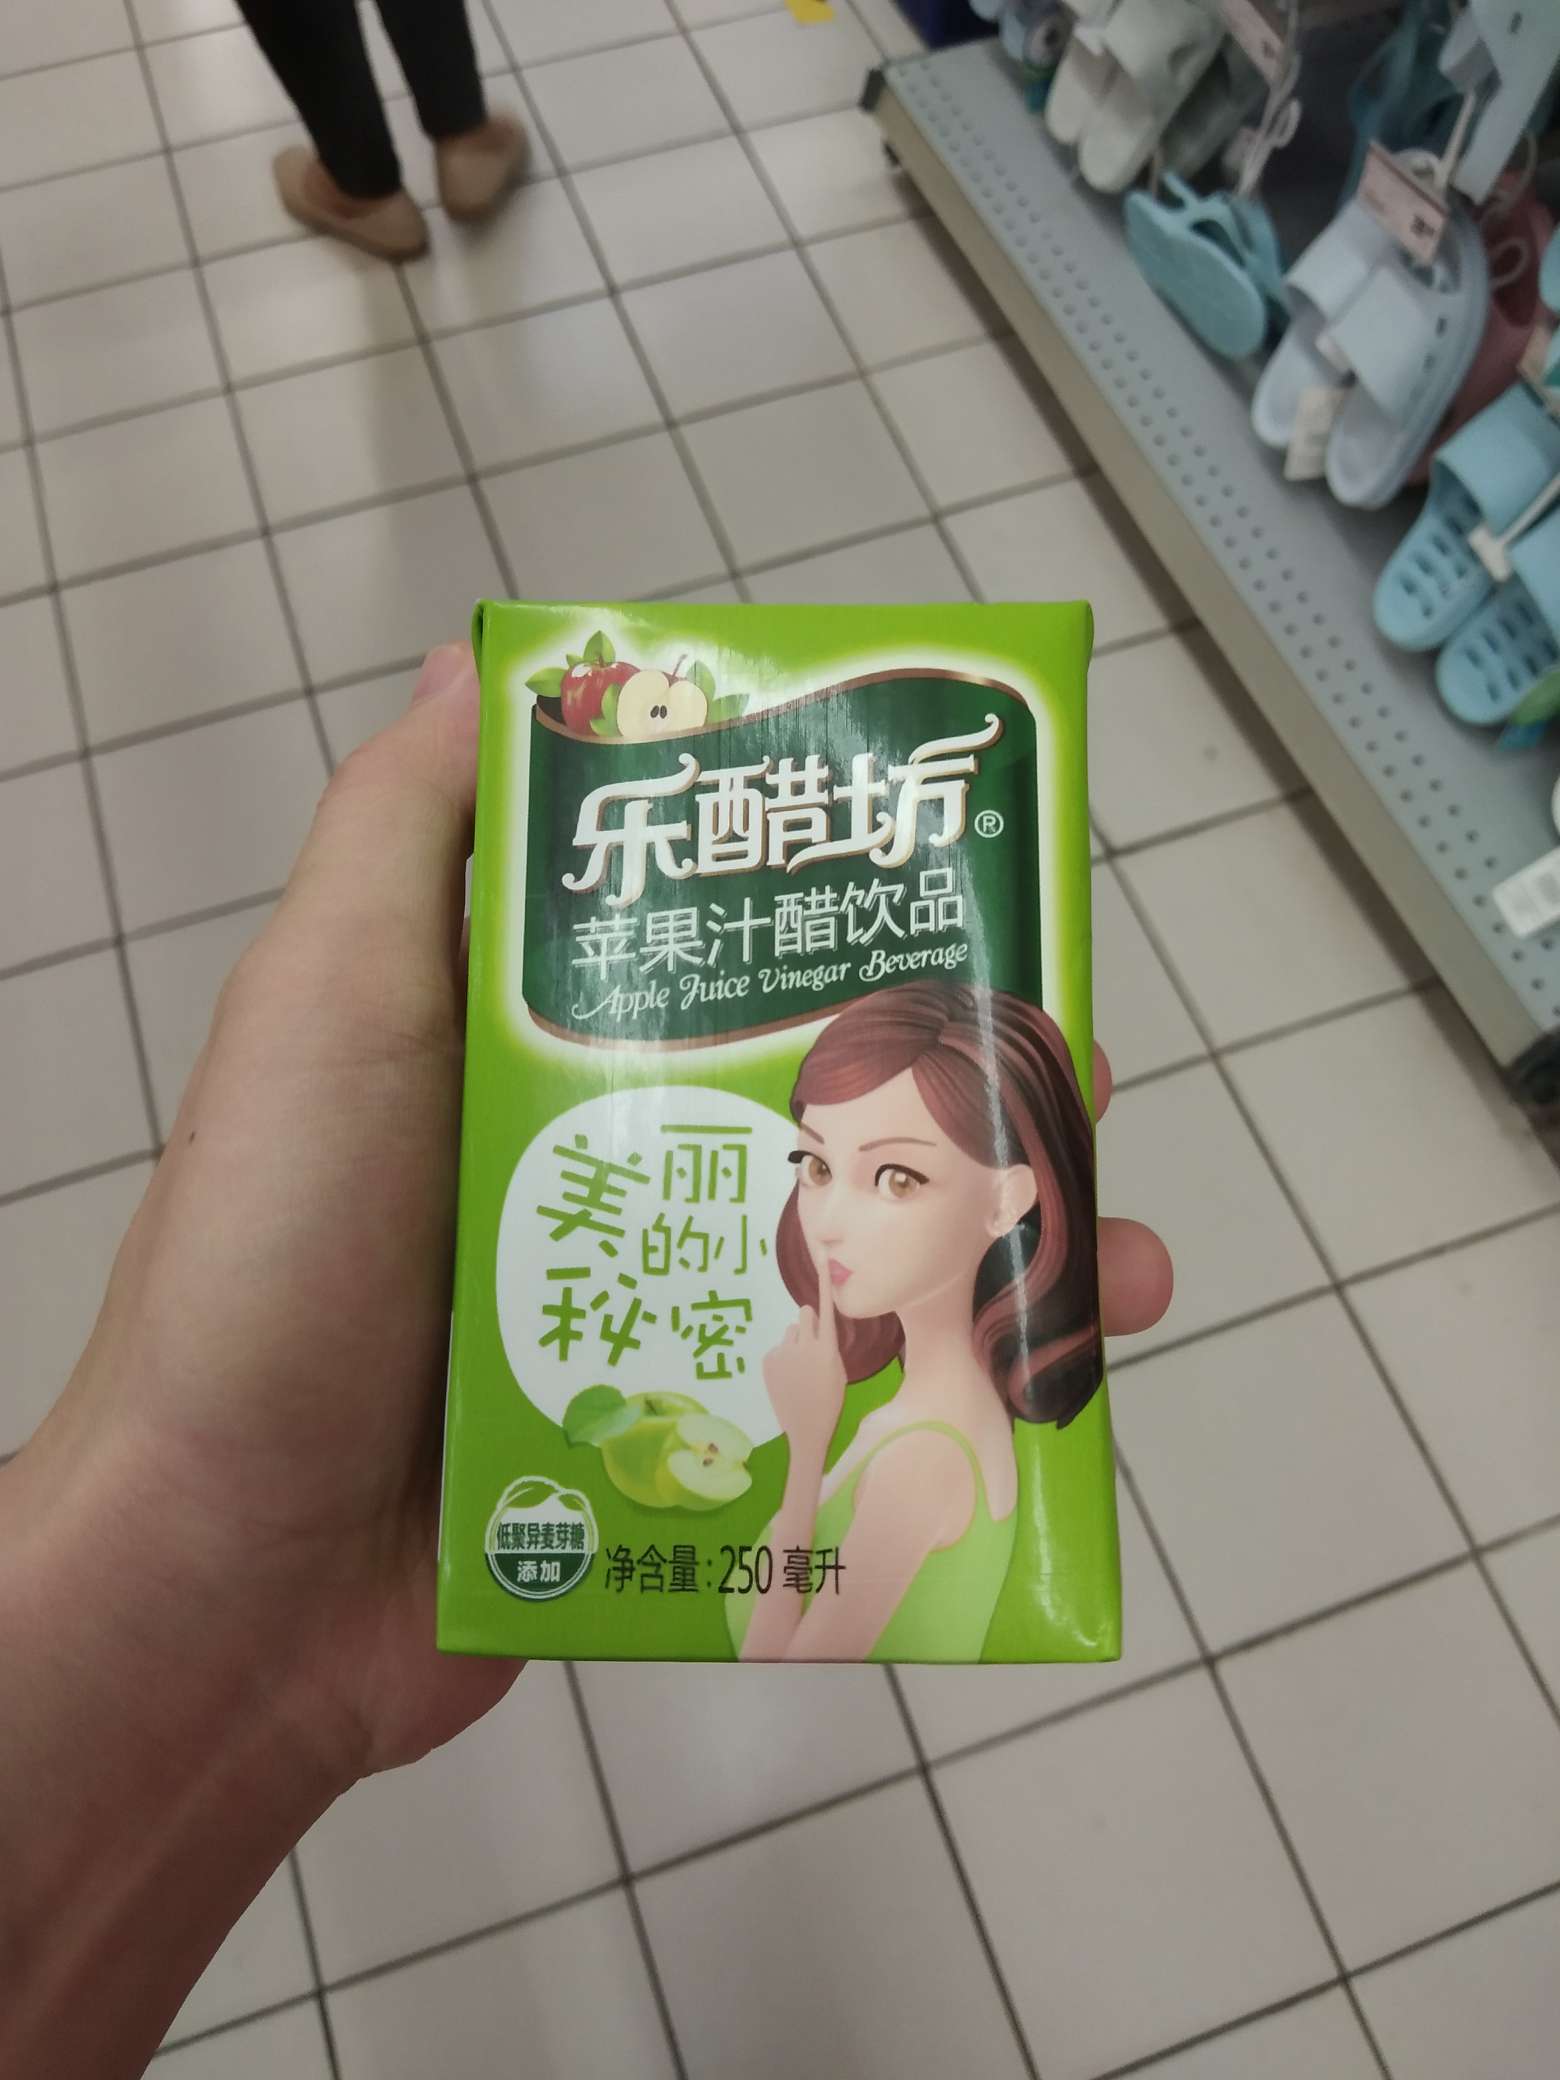 乐醋坊®
苹果汁醋饮品
Apple Juice Vinegar Beverage
美丽
的小
秘密
低聚异麦芽糖
添加
净含量:250毫升